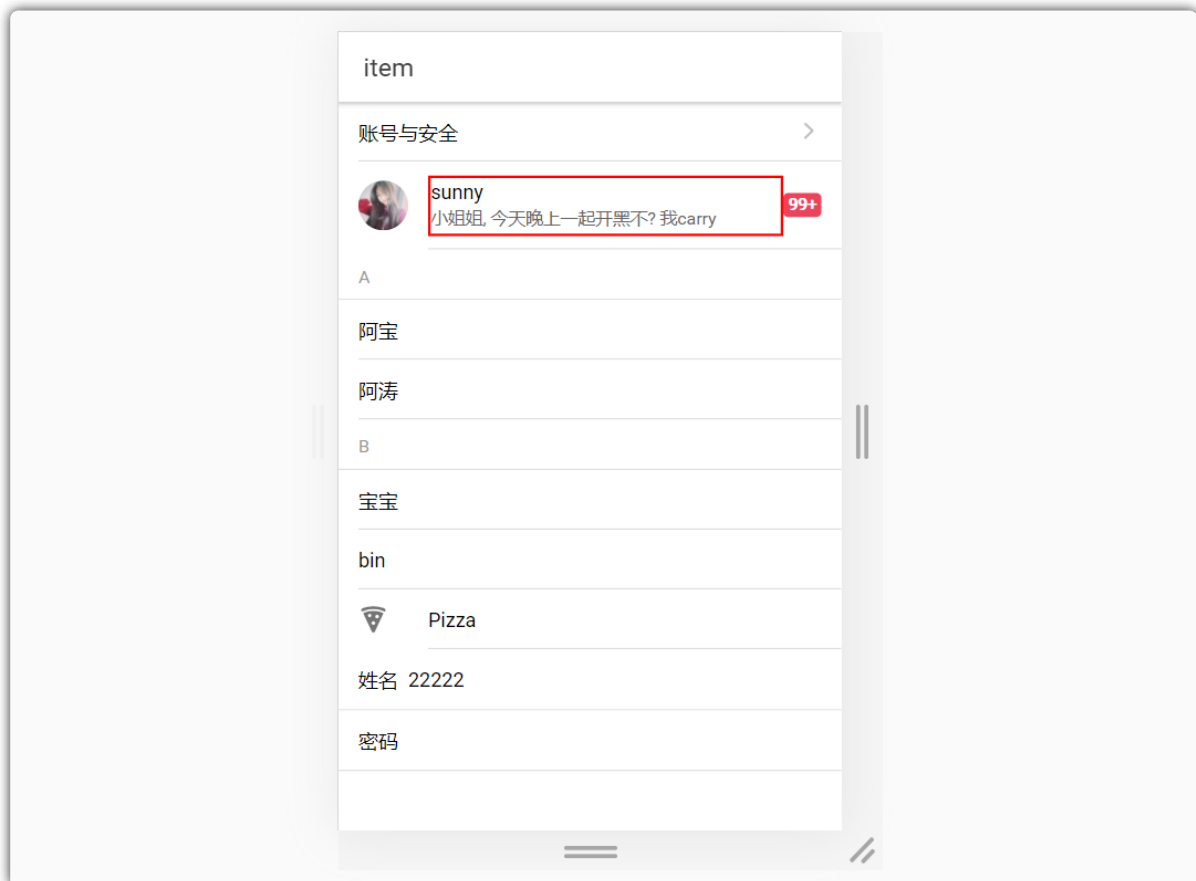 item
账号与安全
sunny
小姐姐, 今天晚上一起开黑不? 我carry
99+
A
阿宝
阿涛
B
宝宝
bin
Pizza
姓名 22222
密码